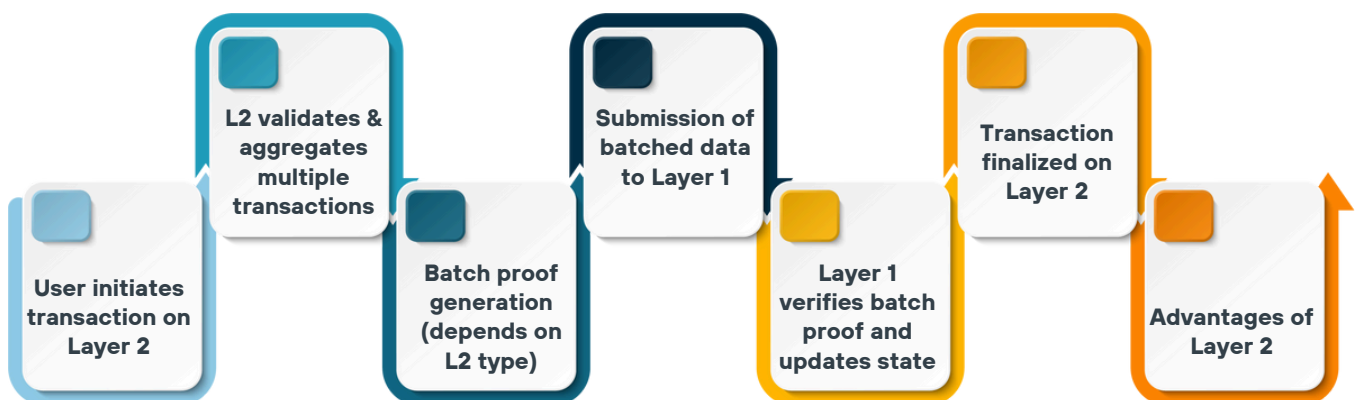 User initiates
transaction on
Layer 2
L2 validates &
aggregates
multiple
transactions
Batch proof
generation
(depends on
L2 type)
Submission of
batched data
to Layer 1
Layer 1
verifies batch
proof and
updates state
Transaction
finalized on
Layer 2
Advantages of
Layer 2